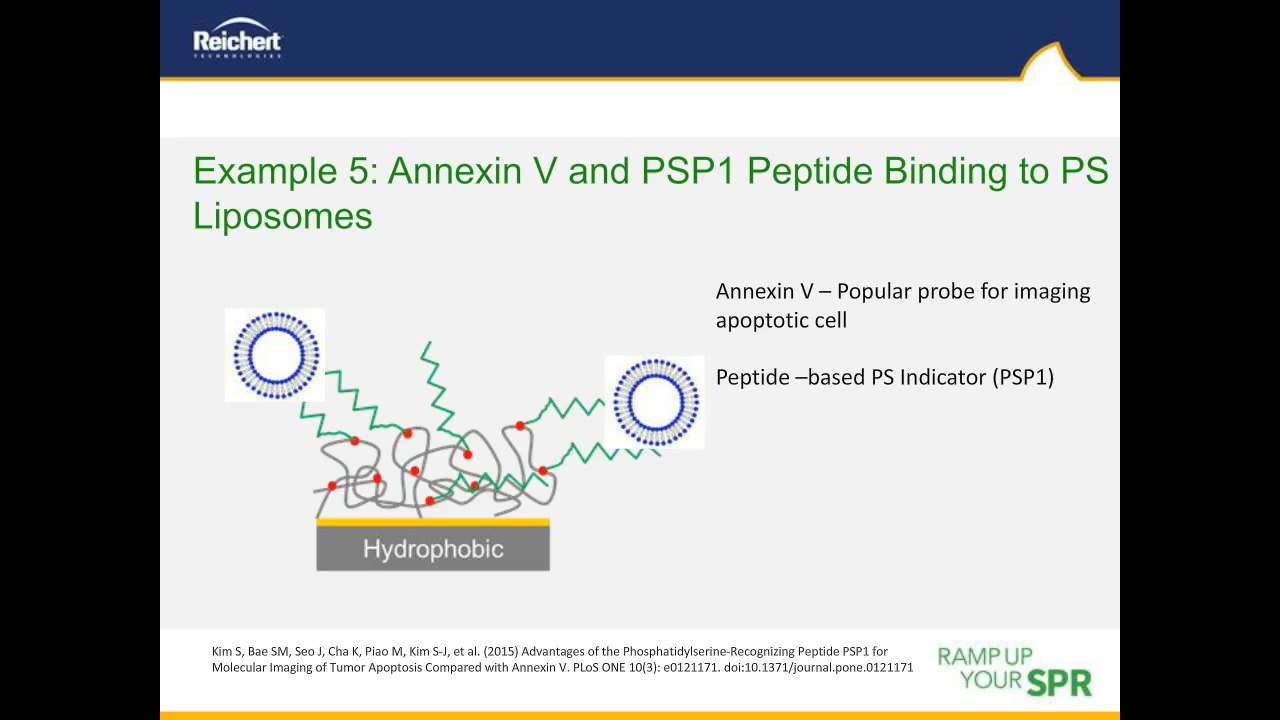 Reichert
TECHNOLOGIES
Example 5: Annexin V and PSP1 Peptide Binding to PS
Liposomes
Annexin V – Popular probe for imaging
apoptotic cell
Peptide –based PS Indicator (PSP1)
Hydrophobic
Kim S, Bae SM, Seo J, Cha K, Piao M, Kim S-J, et al. (2015) Advantages of the Phosphatidylserine-Recognizing Peptide PSP1 for
Molecular Imaging of Tumor Apoptosis Compared with Annexin V. PLoS ONE 10(3): e0121171. doi:10.1371/journal.pone.0121171
RAMP UP
YOUR SPR